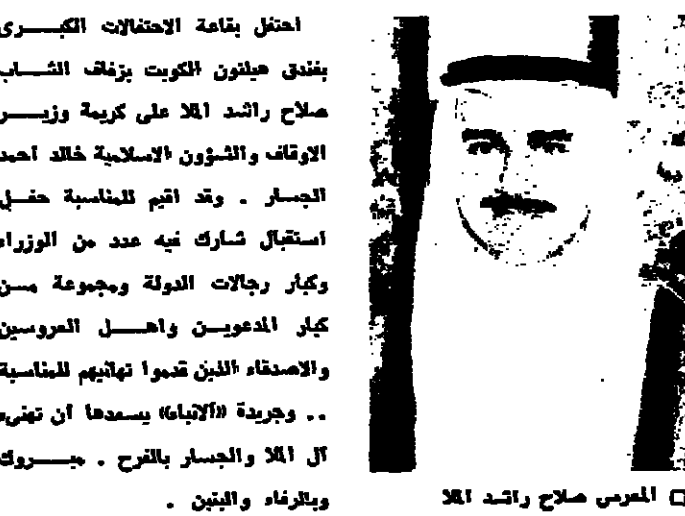 احتفل بقاعة الاحتفالات الكبرى
بفندق هيلتون الكويت بزفاف الشاب
صلاح راشد الملا على كريمة وزير
الاوقاف والشؤون الاسلامية خالد احمد
الجسار . وقد اقيم للمناسبة حفل
استقبال شارك فيه عدد من الوزراء
وكبار رجالات الدولة ومجموعة من
كبار المدعوين واهل العروسين
والاصدقاء الذين قدموا تهانيهم للمناسبة
.. وجريدة «الانباء» يسعدها ان تهنىء
آل الملا والجسار بالفرح . مبروك
وبالرفاء والبنين .
□ المعرس صلاح راشد الملا